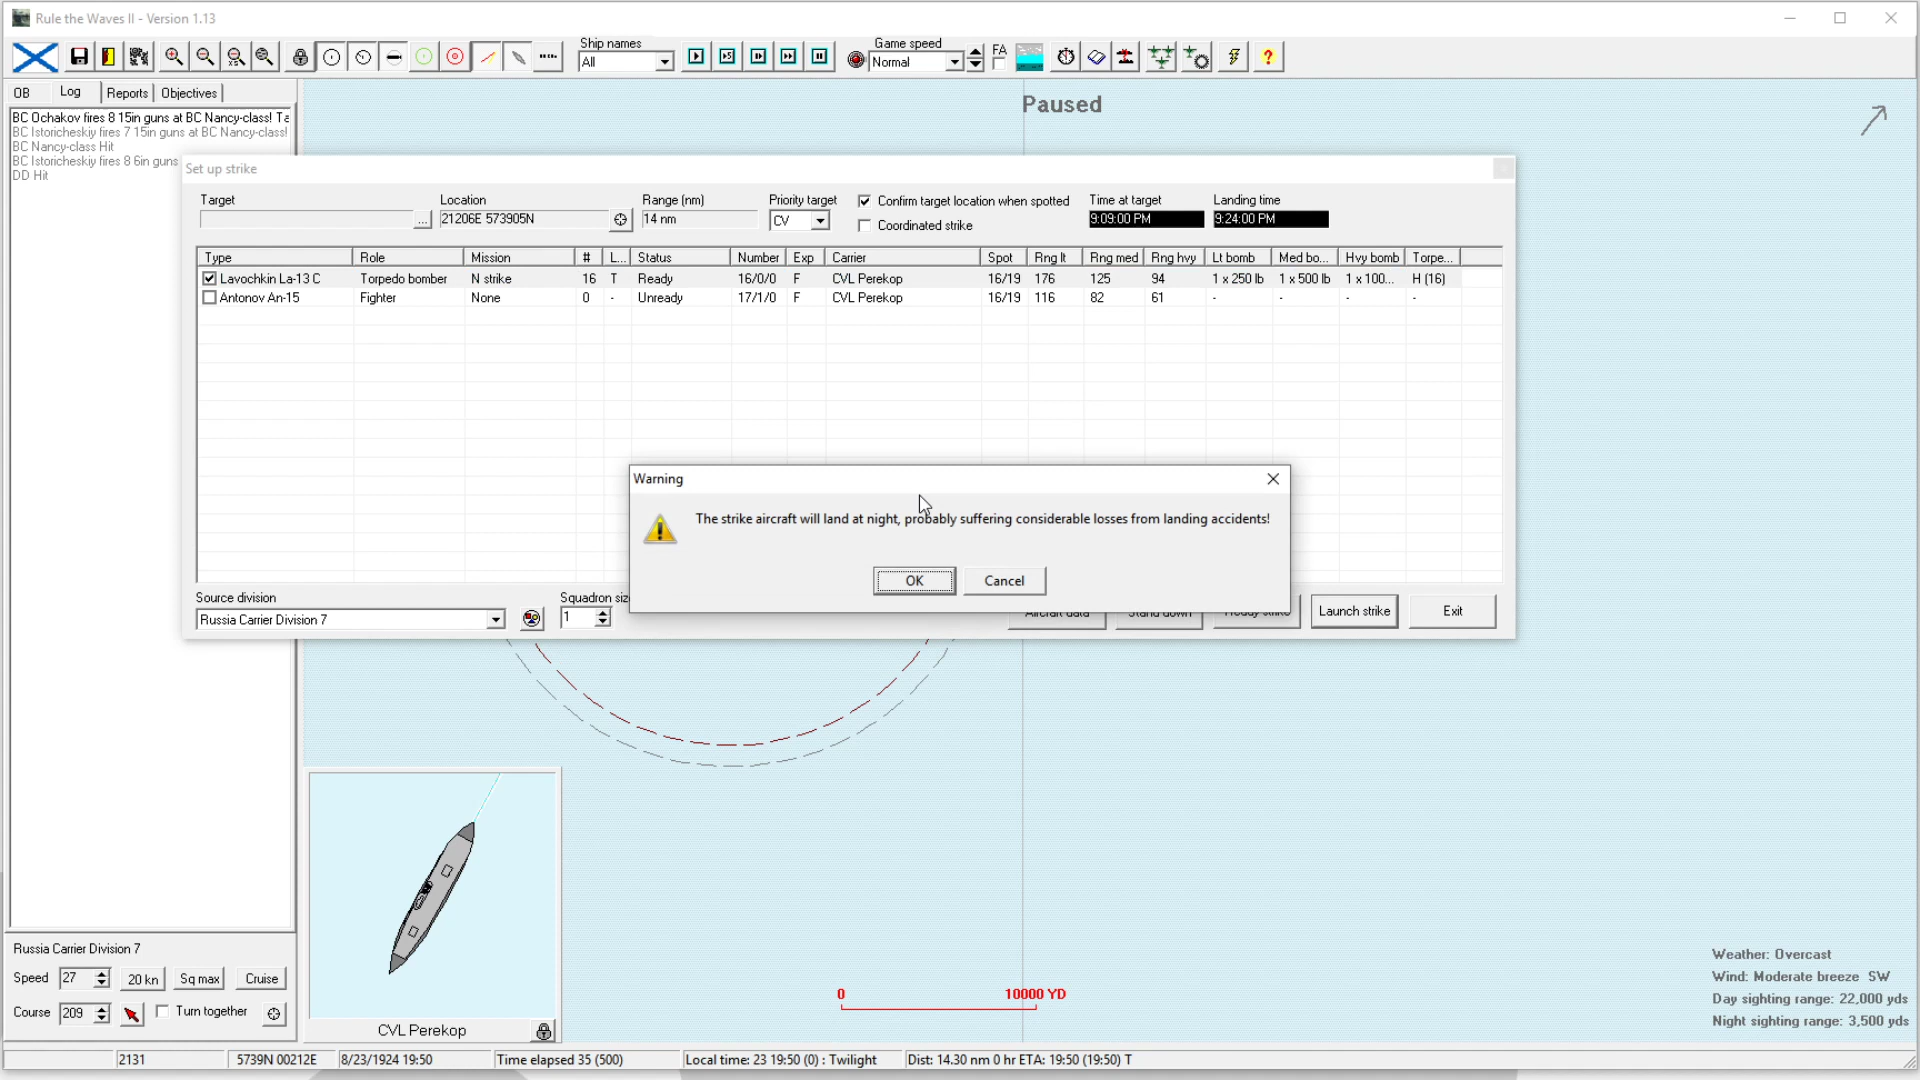 Rule the Waves II - Version 1.13
Ship names
All
Game speed
Normal
FA
OB
Log
Reports
Objectives
BC Ochakov fires 8 15in guns at BC Nancy-class! Ta
BC Istoricheskiy fires 7 15in guns at BC Nancy-class!
BC Nancy-class Hit
BC Istoricheskiy fires 8 6in guns
DD Hit
Paused
Set up strike
Target
...
Location
21206E 573905N
Range (nm)
14 nm
Priority target
CV
Confirm target location when spotted
Coordinated strike
Time at target
9:09:00 PM
Landing time
9:24:00 PM
Type Role Mission # L... Status Number Exp Carrier Spot Rng lt Rng med Rng hvy Lt bomb Med bo... Hvy bomb Torpe...
Lavochkin La-13 C Torpedo bomber N strike 16 T Ready 16/0/0 F CVL Perekop 16/19 176 125 94 1 x 250 lb 1 x 500 lb 1 x 100... H (16)
Antonov An-15 Fighter None 0 - Unready 17/1/0 F CVL Perekop 16/19 116 82 61 - - - -
Warning
The strike aircraft will land at night, probably suffering considerable losses from landing accidents!
OK
Cancel
Source division
Russia Carrier Division 7
Squadron siz
1
Aircraft data
Stand down
Ready strike
Launch strike
Exit
CVL Perekop
0 10000 YD
Weather: Overcast
Wind: Moderate breeze SW
Day sighting range: 22,000 yds
Night sighting range: 3,500 yds
Russia Carrier Division 7
Speed 27 20 kn Sq max Cruise
Course 209 Turn together
2131 5739N 00212E 8/23/1924 19:50 Time elapsed 35 (500) Local time: 23 19:50 (0) : Twilight Dist: 14.30 nm 0 hr ETA: 19:50 (19:50) T